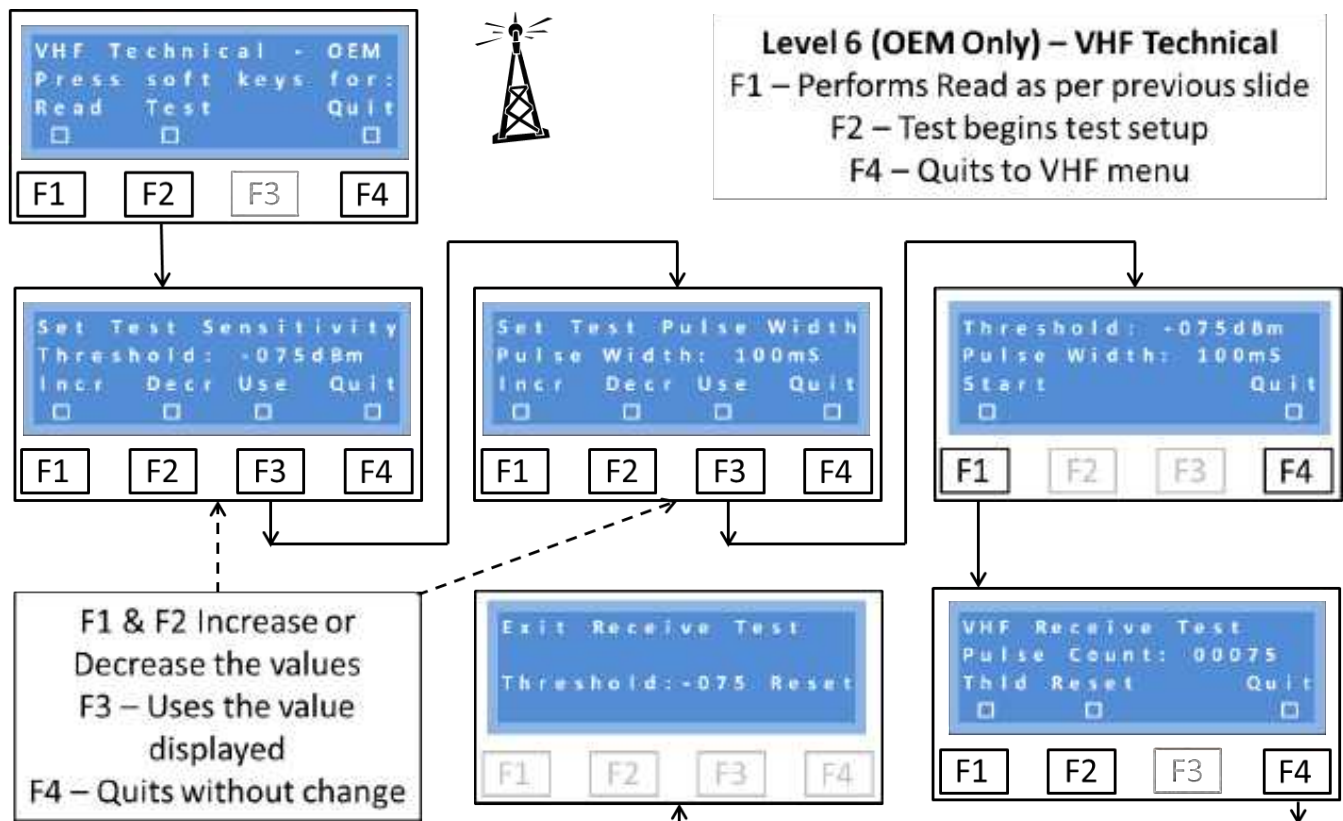 VHF Technical - OEM
Press soft keys for:
Read Test Quit
F1 F2 F3 F4
Level 6 (OEM Only) – VHF Technical
F1 – Performs Read as per previous slide
F2 – Test begins test setup
F4 – Quits to VHF menu
Set Test Sensitivity
Threshold: -075dBm
Incr Decr Use Quit
F1 F2 F3 F4
Set Test Pulse Width
Pulse Width: 100mS
Incr Decr Use Quit
F1 F2 F3 F4
Threshold: -075dBm
Pulse Width: 100mS
Start Quit
F1 F2 F3 F4
F1 & F2 Increase or
Decrease the values
F3 – Uses the value
displayed
F4 – Quits without change
Exit Receive Test
Threshold:-075 Reset
F1 F2 F3 F4
VHF Receive Test
Pulse Count: 00075
Thld Reset Quit
F1 F2 F3 F4